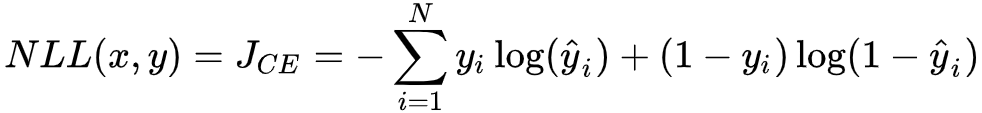 NLL(x, y) = J_{CE} = -\sum_{i=1}^{N} y_i \log(\hat{y}_i) + (1 - y_i) \log(1 - \hat{y}_i)